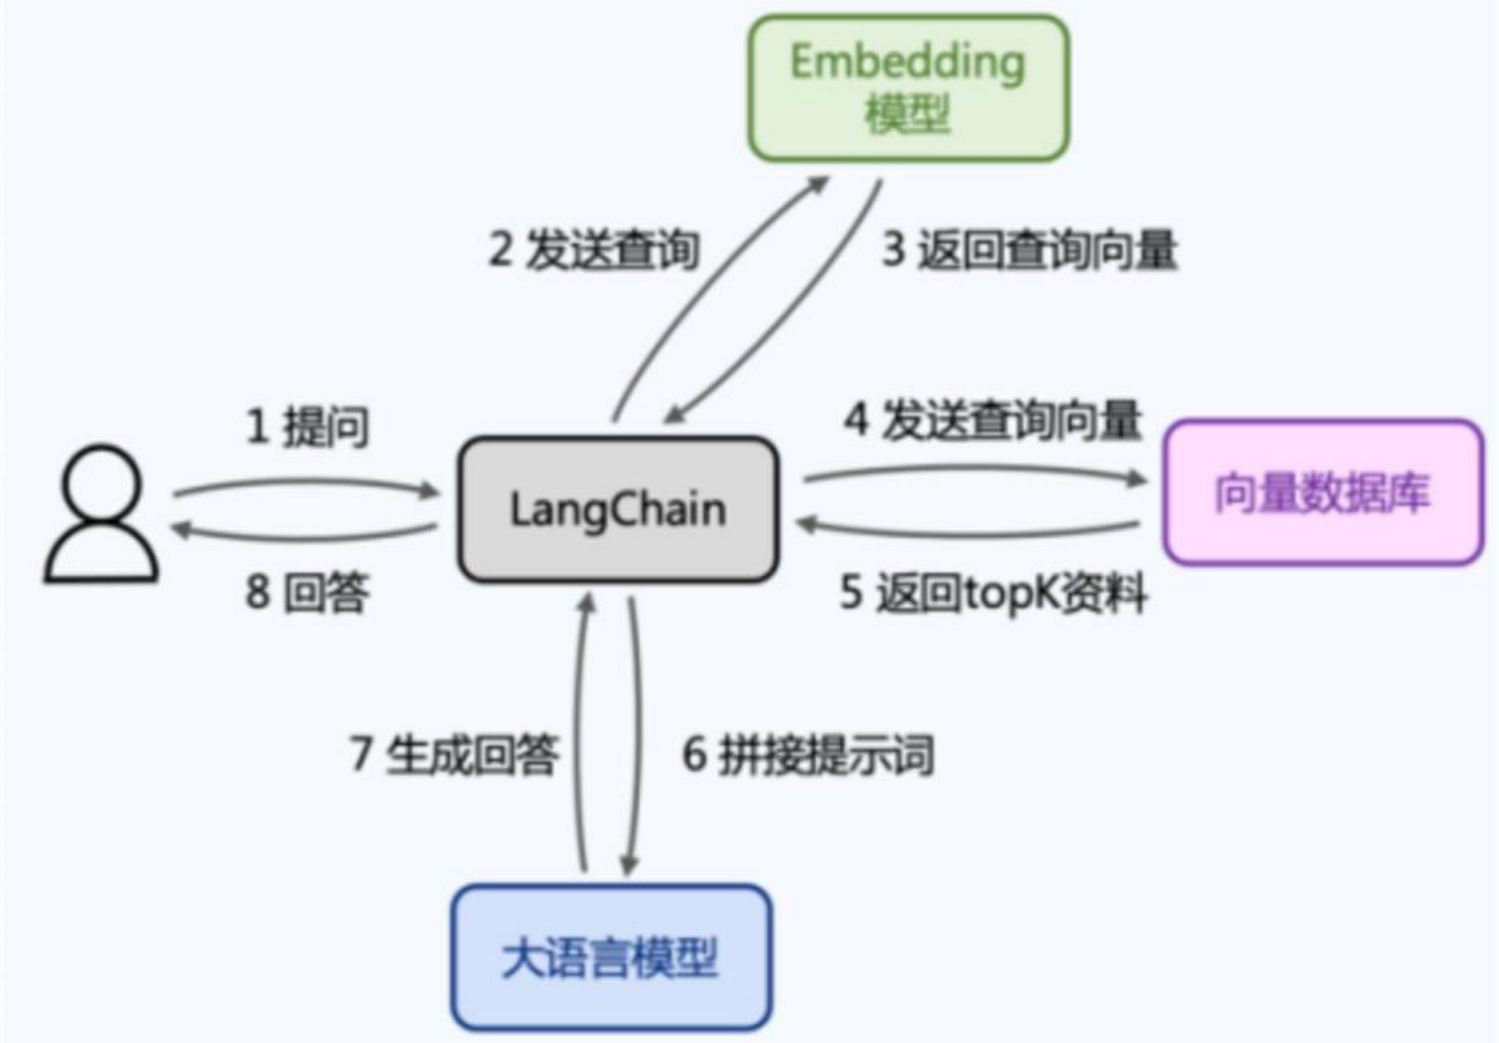 Embedding
模型
2 发送查询
3 返回查询向量
1 提问
4 发送查询向量
LangChain
向量数据库
8 回答
5 返回topK资料
7 生成回答
6 拼接提示词
大语言模型